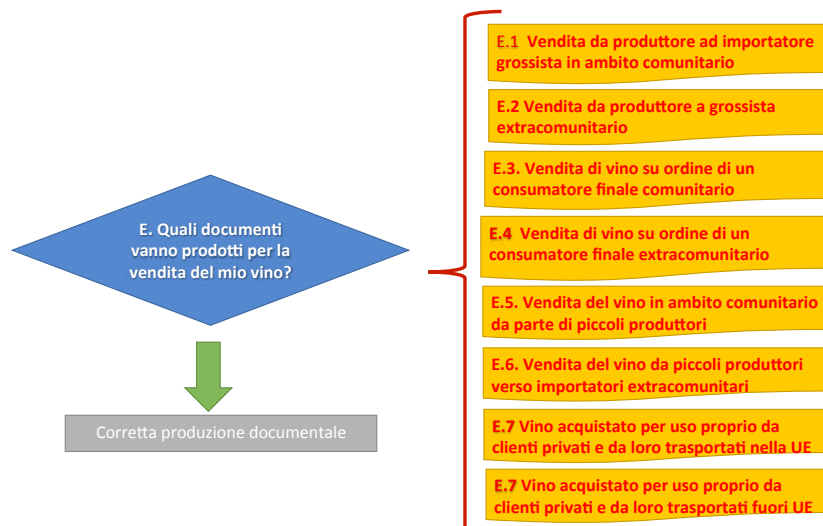 E. Quali documenti
vanno prodotti per la
vendita del mio vino?
Corretta produzione documentale
E.1 Vendita da produttore ad importatore
grossista in ambito comunitario
E.2 Vendita da produttore a grossista
extracomunitario
E.3. Vendita di vino su ordine di un
consumatore finale comunitario
E.4 Vendita di vino su ordine di un
consumatore finale extracomunitario
E.5. Vendita del vino in ambito comunitario
da parte di piccoli produttori
E.6. Vendita del vino da piccoli produttori
verso importatori extracomunitari
E.7 Vino acquistato per uso proprio da
clienti privati e da loro trasportati nella UE
E.7 Vino acquistato per uso proprio da
clienti privati e da loro trasportati fuori UE